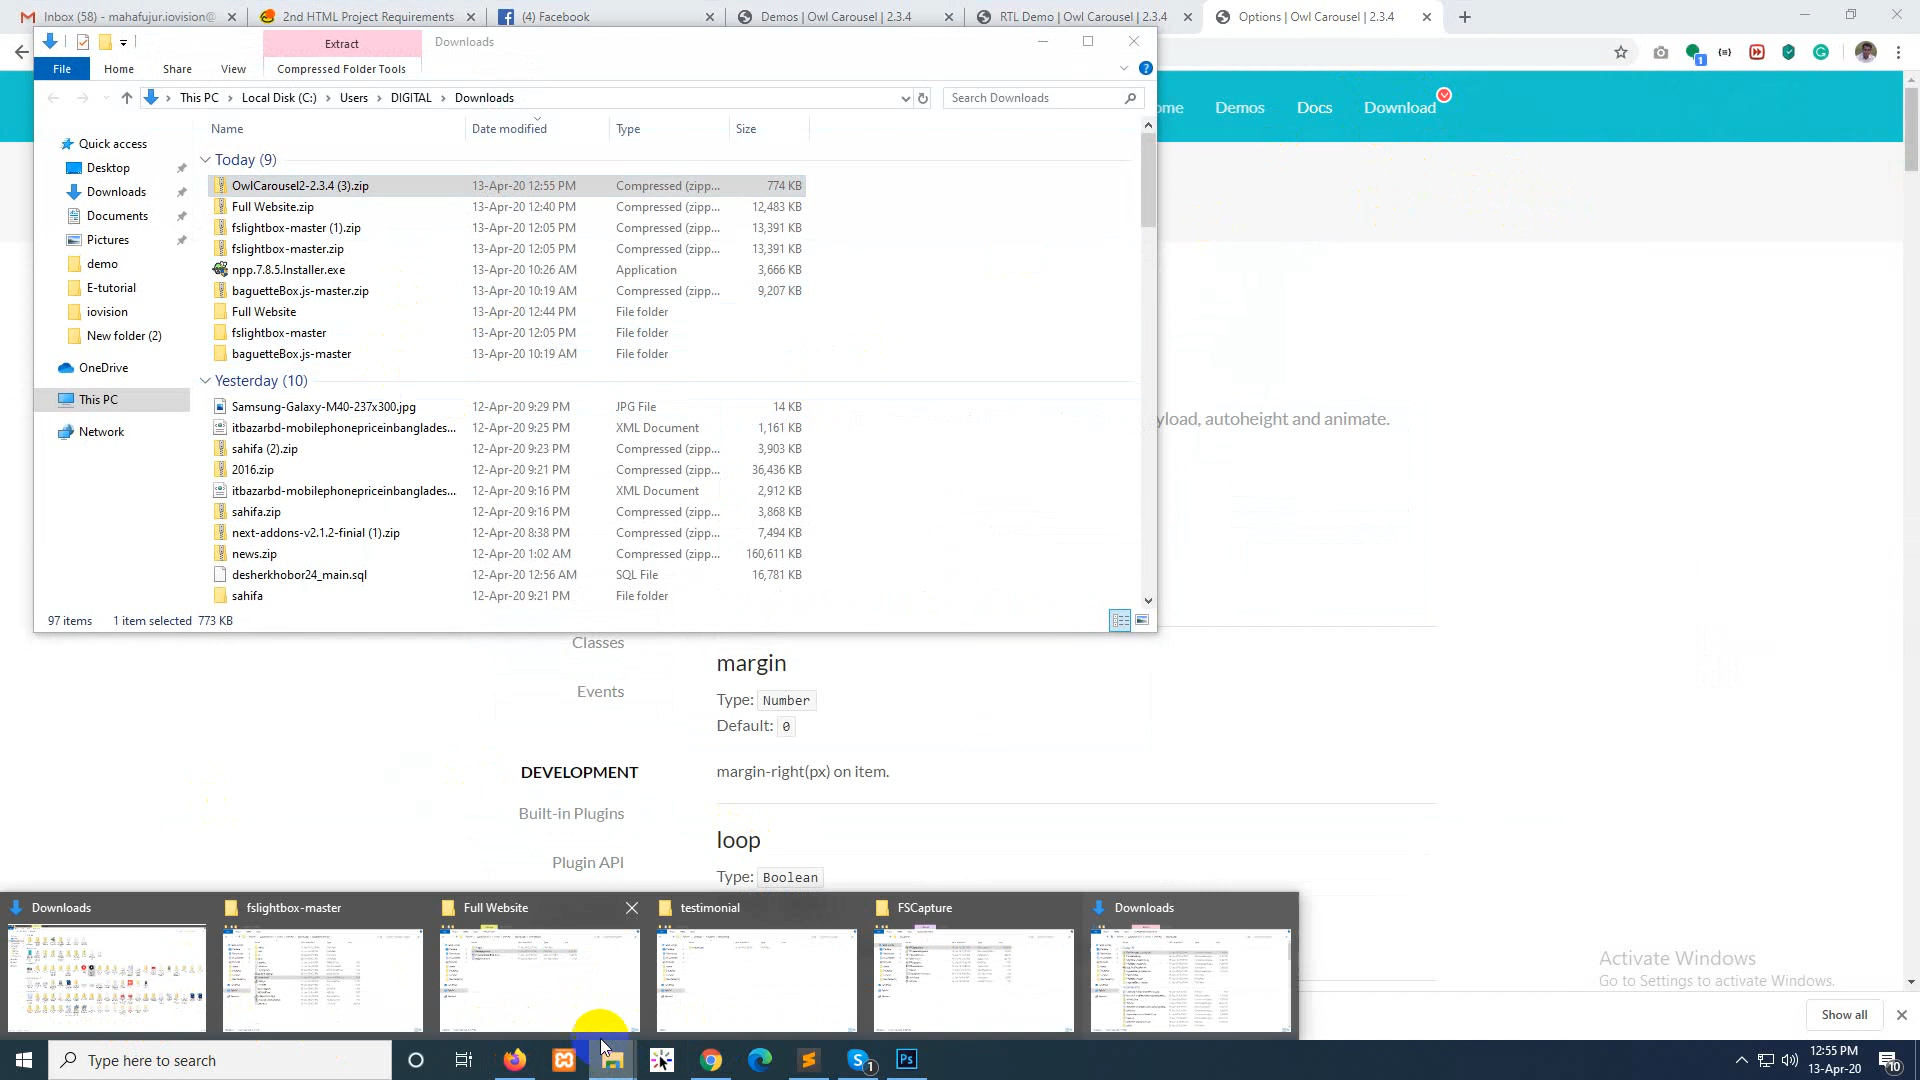 Inbox (58) - mahafujur.iovision@
2nd HTML Project Requirements
(4) Facebook
Demos | Owl Carousel | 2.3.4
RTL Demo | Owl Carousel | 2.3.4
Options | Owl Carousel | 2.3.4
Extract
Downloads
File
Home
Share
View
Compressed Folder Tools
This PC
Local Disk (C:)
Users
DIGITAL
Downloads
Search Downloads
Demos
Docs
Download
Name
Date modified
Type
Size
Quick access
Desktop
Downloads
Documents
Pictures
demo
E-tutorial
iovision
New folder (2)
OneDrive
This PC
Network
Today (9)
OwlCarousel2-2.3.4 (3).zip 13-Apr-20 12:55 PM Compressed (zipp... 774 KB
Full Website.zip 13-Apr-20 12:40 PM Compressed (zipp... 12,483 KB
fslightbox-master (1).zip 13-Apr-20 12:05 PM Compressed (zipp... 13,391 KB
fslightbox-master.zip 13-Apr-20 12:05 PM Compressed (zipp... 13,391 KB
npp.7.8.5.Installer.exe 13-Apr-20 10:26 AM Application 3,666 KB
baguetteBox.js-master.zip 13-Apr-20 10:19 AM Compressed (zipp... 9,207 KB
Full Website 13-Apr-20 12:44 PM File folder
fslightbox-master 13-Apr-20 12:05 PM File folder
baguetteBox.js-master 13-Apr-20 10:19 AM File folder
Yesterday (10)
Samsung-Galaxy-M40-237x300.jpg 12-Apr-20 9:29 PM JPG File 14 KB
itbazarbd-mobilephonepriceinbanglades... 12-Apr-20 9:25 PM XML Document 1,161 KB
sahifa (2).zip 12-Apr-20 9:23 PM Compressed (zipp... 3,903 KB
2016.zip 12-Apr-20 9:21 PM Compressed (zipp... 36,436 KB
itbazarbd-mobilephonepriceinbanglades... 12-Apr-20 9:16 PM XML Document 2,912 KB
sahifa.zip 12-Apr-20 9:16 PM Compressed (zipp... 3,868 KB
next-addons-v2.1.2-finial (1).zip 12-Apr-20 8:38 PM Compressed (zipp... 7,494 KB
news.zip 12-Apr-20 1:02 AM Compressed (zipp... 160,611 KB
desherkhobor24_main.sql 12-Apr-20 12:56 AM SQL File 16,781 KB
sahifa 12-Apr-20 9:21 PM File folder
97 items 1 item selected 773 KB
yload, autoheight and animate.
Classes
Events
DEVELOPMENT
Built-in Plugins
Plugin API
margin
Type: Number
Default: 0
margin-right(px) on item.
loop
Type: Boolean
Downloads
fslightbox-master
Full Website
testimonial
FSCapture
Downloads
Activate Windows
Go to Settings to activate Windows.
Show all
Type here to search
12:55 PM
13-Apr-20
10